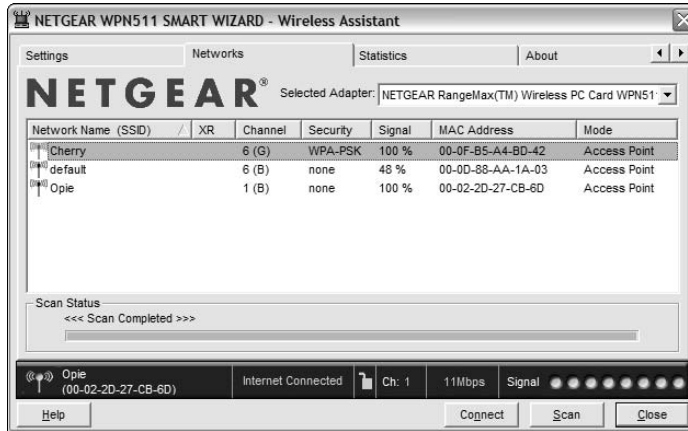 NETGEAR WPN511 SMART WIZARD - Wireless Assistant
Settings Networks Statistics About
NETGEAR® Selected Adapter: NETGEAR RangeMax(TM) Wireless PC Card WPN51
Network Name (SSID) XR Channel Security Signal MAC Address Mode
Cherry 6 (G) WPA-PSK 100 % 00-0F-B5-A4-BD-42 Access Point
default 6 (B) none 48 % 00-0D-88-AA-1A-03 Access Point
Opie 1 (B) none 100 % 00-02-2D-27-CB-6D Access Point
Scan Status
<<< Scan Completed >>>
Opie Internet Connected Ch: 1 11Mbps Signal
(00-02-2D-27-CB-6D)
Help Connect Scan Close